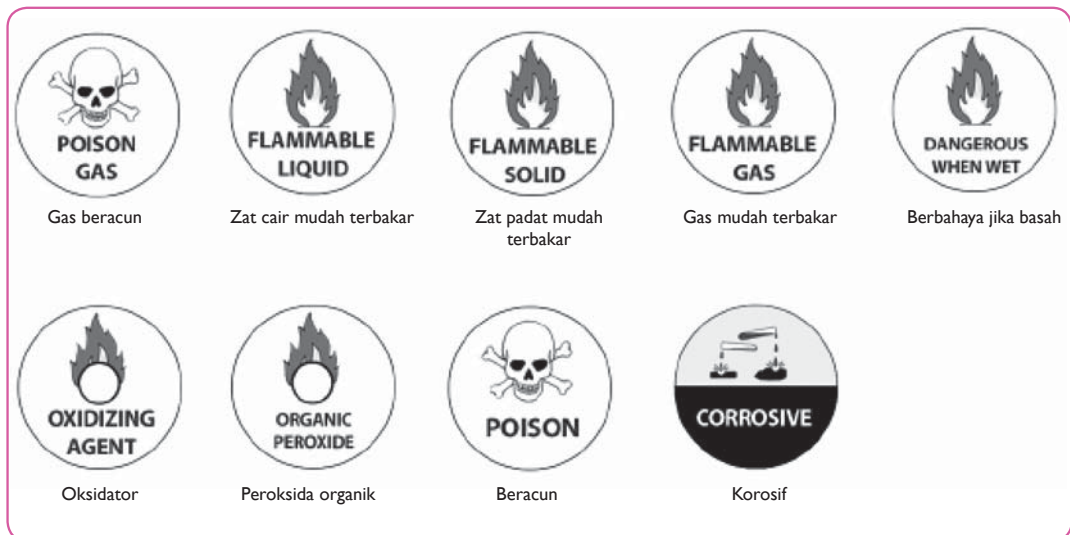 POISON
GAS
FLAMMABLE
LIQUID
FLAMMABLE
SOLID
FLAMMABLE
GAS
DANGEROUS
WHEN WET
Gas beracun
Zat cair mudah terbakar
Zat padat mudah
terbakar
Gas mudah terbakar
Berbahaya jika basah
OXIDIZING
AGENT
ORGANIC
PEROXIDE
POISON
CORROSIVE
Oksidator
Peroksida organik
Beracun
Korosif